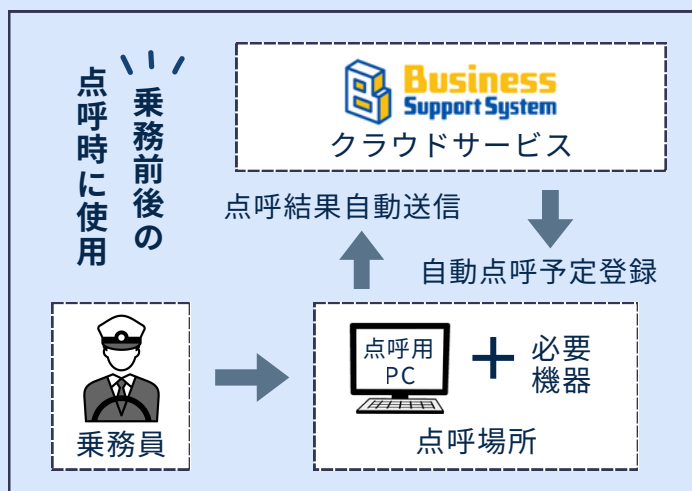 乗務前後の
点呼時に使用
Business
Support System
クラウドサービス
点呼結果自動送信
自動点呼予定登録
乗務員
点呼用
PC
＋
必要
機器
点呼場所